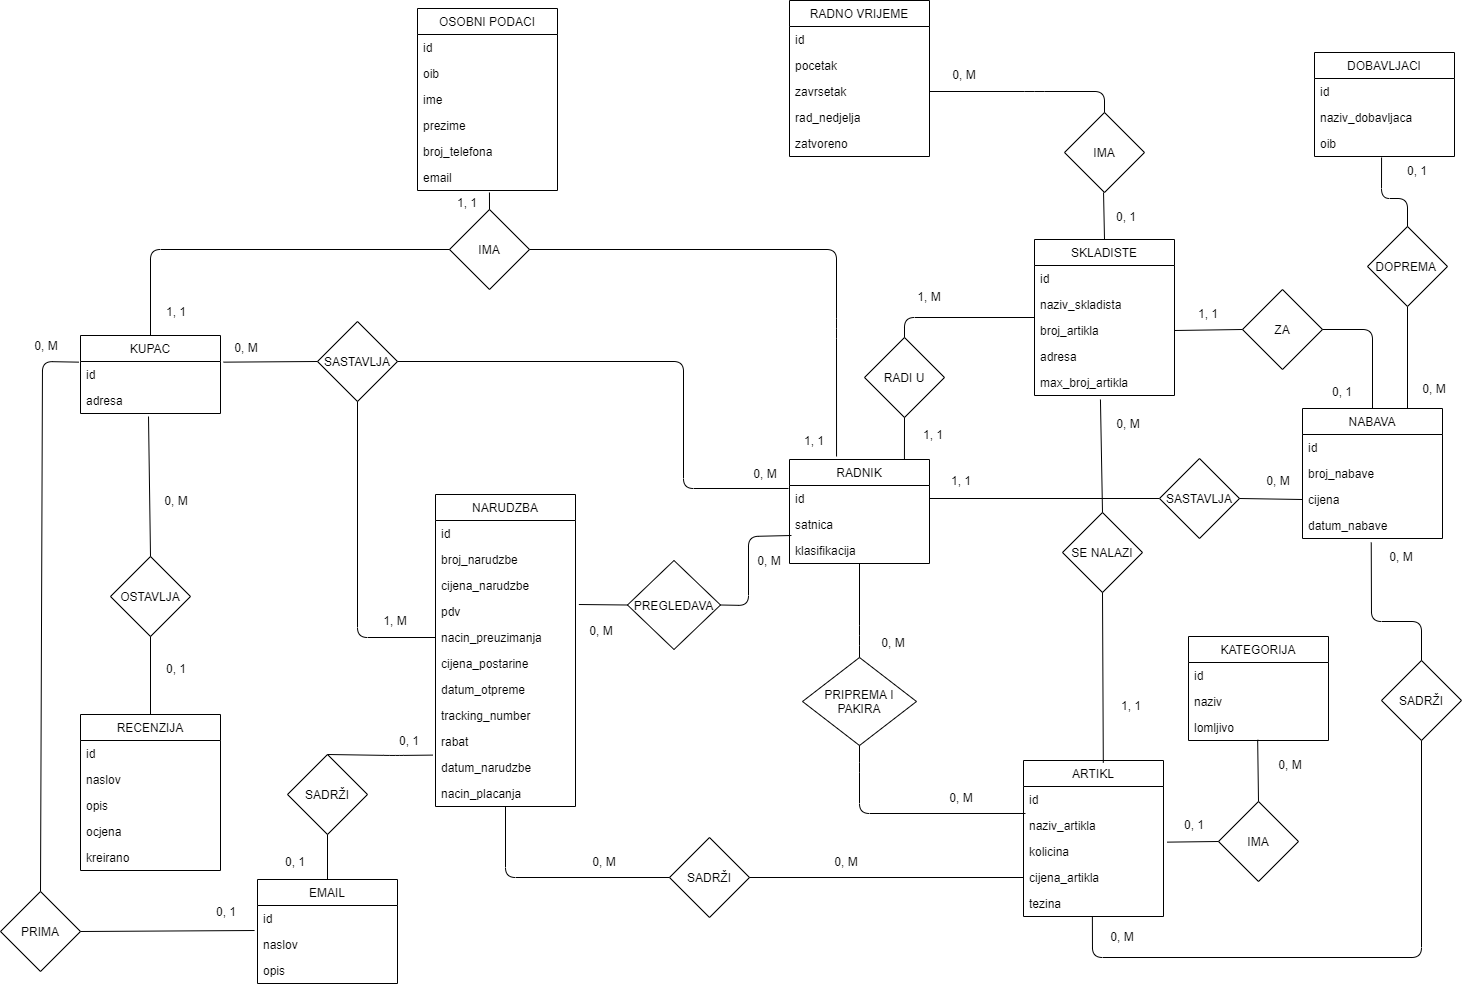 OSOBNI PODACI
id
oib
ime
prezime
broj_telefona
email
RADNO VRIJEME
id
pocetak
zavrsetak
rad_nedjelja
zatvoreno
0, M
IMA
0, 1
DOBAVLJACI
id
naziv_dobavljaca
oib
0, 1
DOPREMA
0, M
1, 1
IMA
1, 1
1, 1
SKLADISTE
id
naziv_skladista
broj_artikla
adresa
max_broj_artikla
1, M
RADI U
1, 1
1, 1
ZA
0, 1
0, M
KUPAC
id
adresa
0, M
SASTAVLJA
0, M
1, M
0, M
OSTAVLJA
0, 1
RADNIK
id
satnica
klasifikacija
1, 1
SASTAVLJA
0, M
NABAVA
id
broj_nabave
cijena
datum_nabave
0, M
SADRŽI
0, M
0, M
SE NALAZI
1, 1
NARUDZBA
id
broj_narudzbe
cijena_narudzbe
pdv
nacin_preuzimanja
cijena_postarine
datum_otpreme
tracking_number
rabat
datum_narudzbe
nacin_placanja
0, M
PREGLEDAVA
0, M
0, M
PRIPREMA I
PAKIRA
0, M
KATEGORIJA
id
naziv
lomljivo
0, M
IMA
0, 1
ARTIKL
id
naziv_artikla
kolicina
cijena_artikla
tezina
RECENZIJA
id
naslov
opis
ocjena
kreirano
0, 1
SADRŽI
0, 1
0, M
SADRŽI
0, M
EMAIL
id
naslov
opis
PRIMA
0, 1